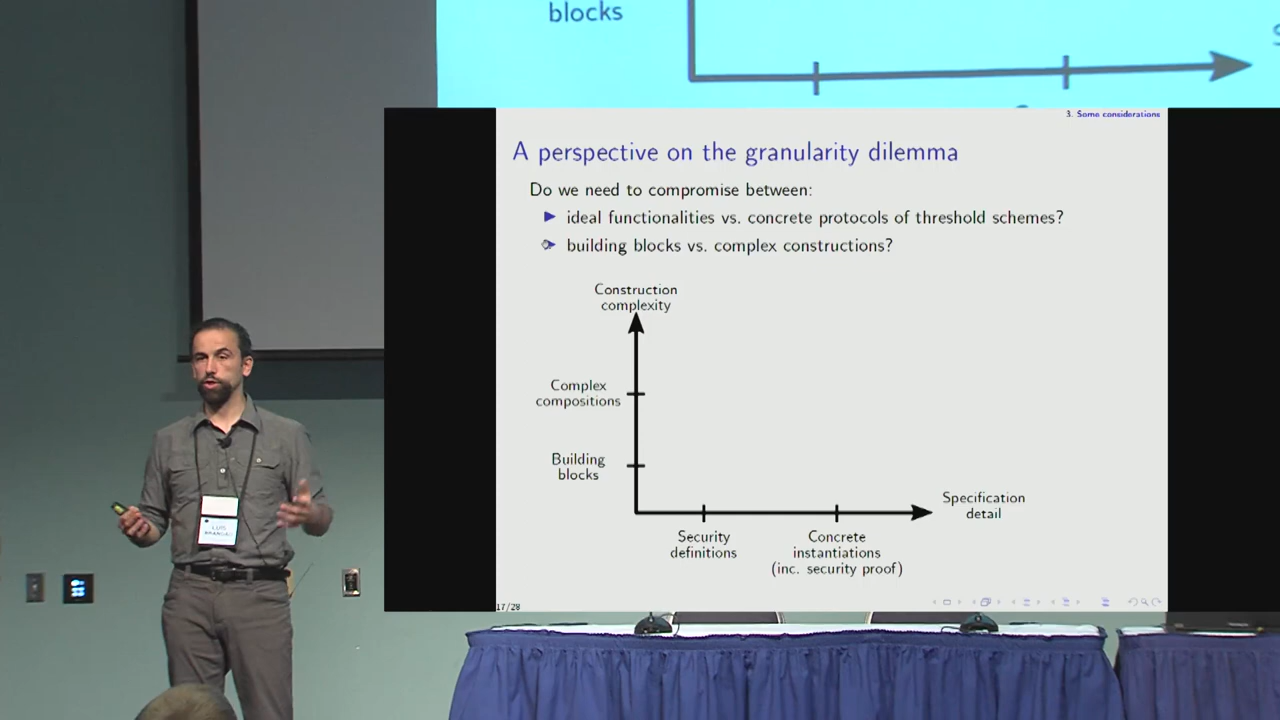 blocks
3. Some considerations
A perspective on the granularity dilemma
Do we need to compromise between:
ideal functionalities vs. concrete protocols of threshold schemes?
building blocks vs. complex constructions?
Construction
complexity
Complex
compositions
Building
blocks
Specification
detail
Security
definitions
Concrete
instantiations
(inc. security proof)
17/28
LUIS